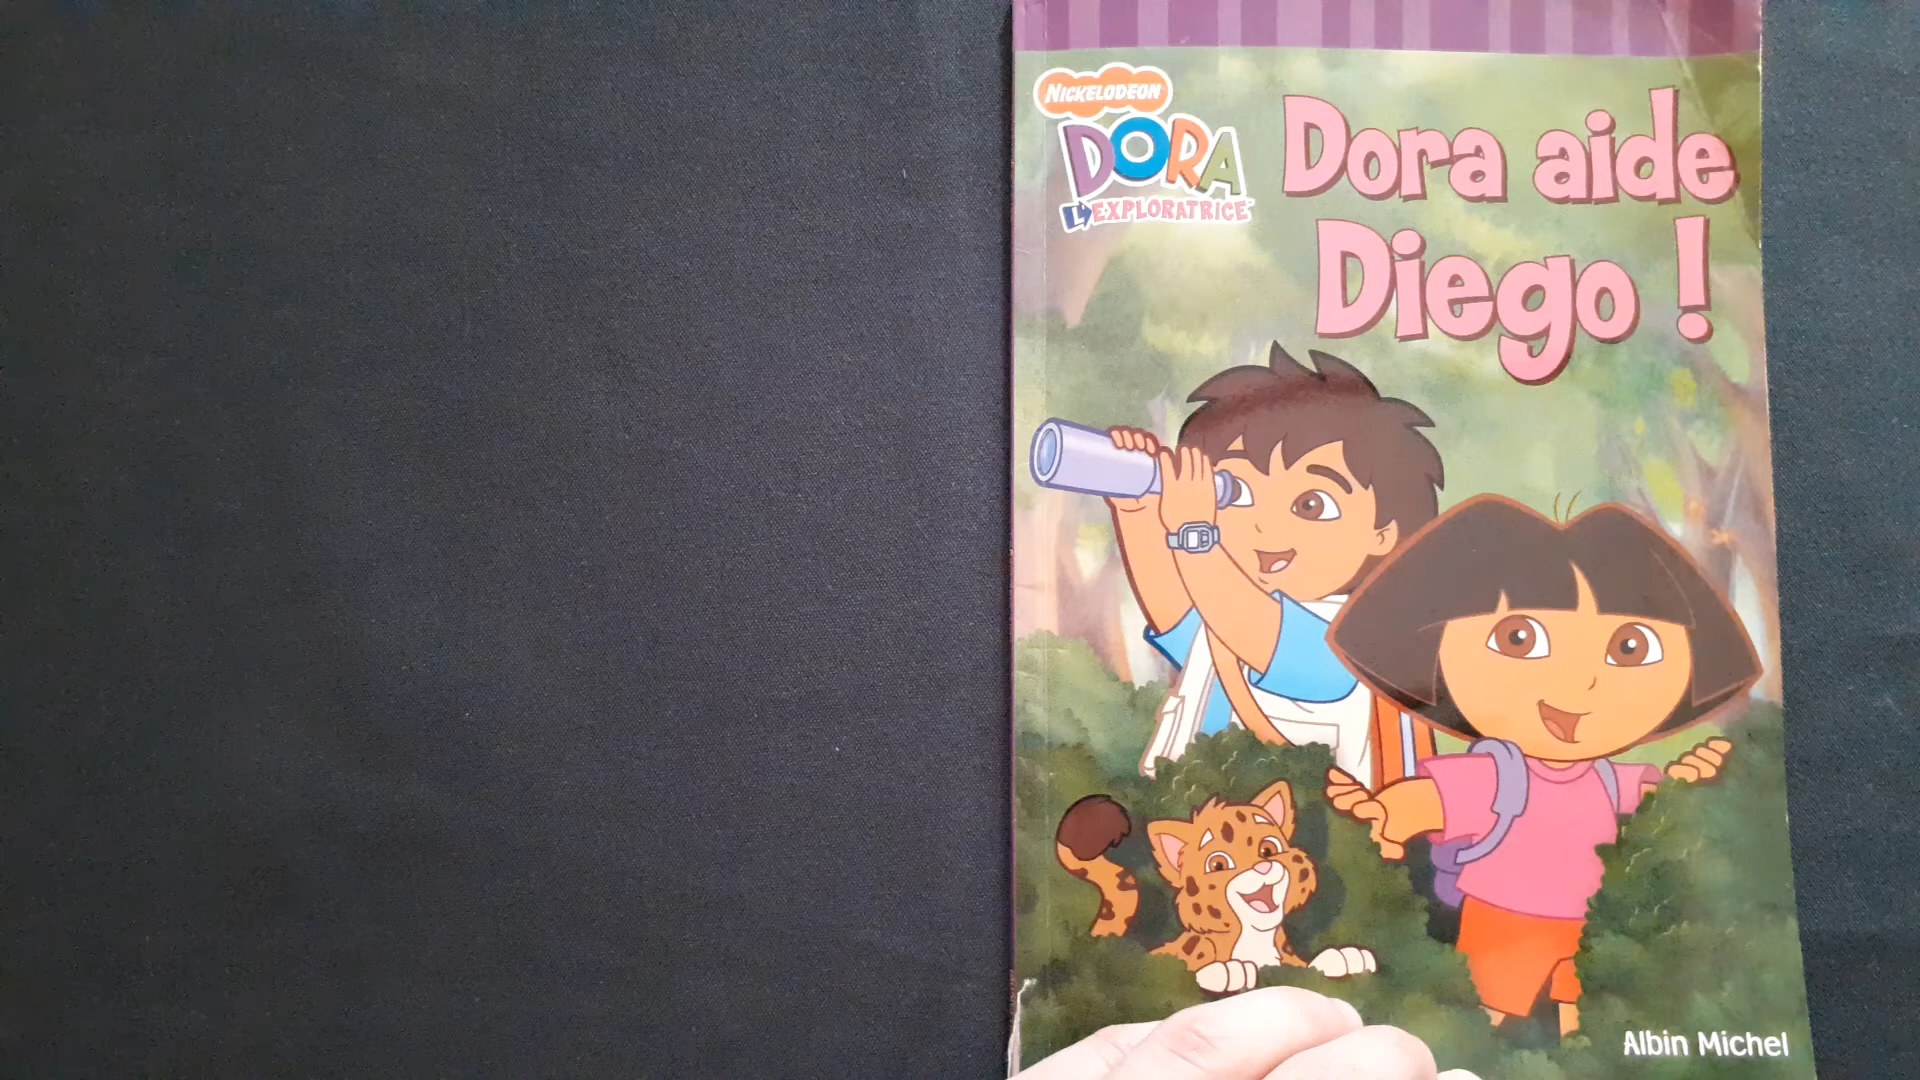 NICKELODEON
DORA
L'EXPLORATRICE
Dora aide
Diego !
Albin Michel